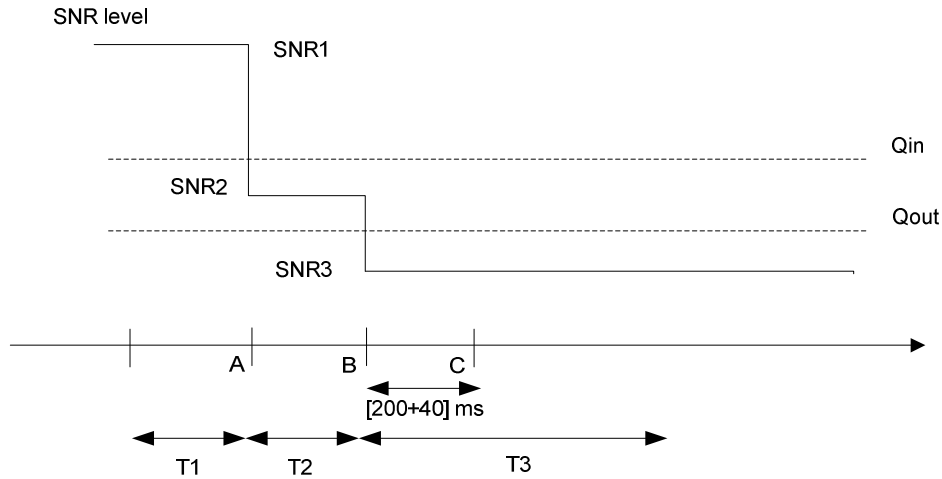 SNR level
SNR1
Qin
SNR2
Qout
SNR3
A
B
C
[200+40] ms
T1
T2
T3